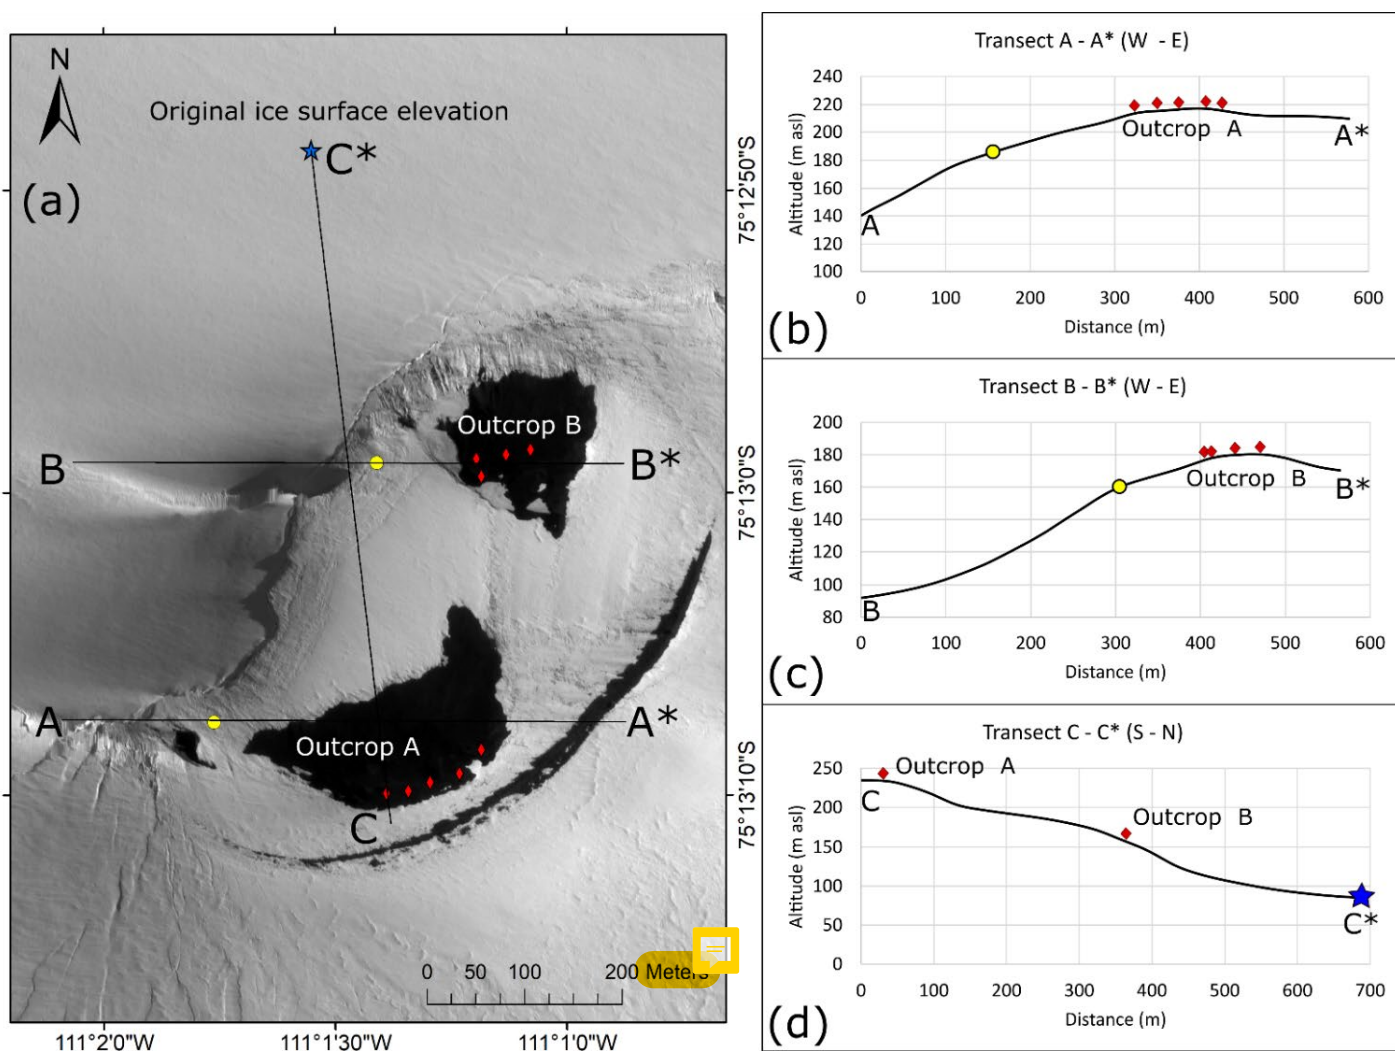 N
Original ice surface elevation
C*
(a)
Outcrop B
B
B*
A
A*
Outcrop A
C
0 50 100 200 Meters
75°12'50"S
75°13'0"S
75°13'10"S
111°2'0"W 111°1'30"W 111°1'0"W
Transect A - A* (W - E)
Altitude (m asl)
240
220
200
180
160
140
120
100
Outcrop A
A
A*
0 100 200 300 400 500 600
Distance (m)
(b)
Transect B - B* (W - E)
Altitude (m asl)
200
180
160
140
120
100
80
Outcrop B
B
B*
0 100 200 300 400 500 600
Distance (m)
(c)
Transect C - C* (S - N)
Altitude (m asl)
250
200
150
100
50
0
Outcrop A
C
Outcrop B
C*
0 100 200 300 400 500 600 700
Distance (m)
(d)